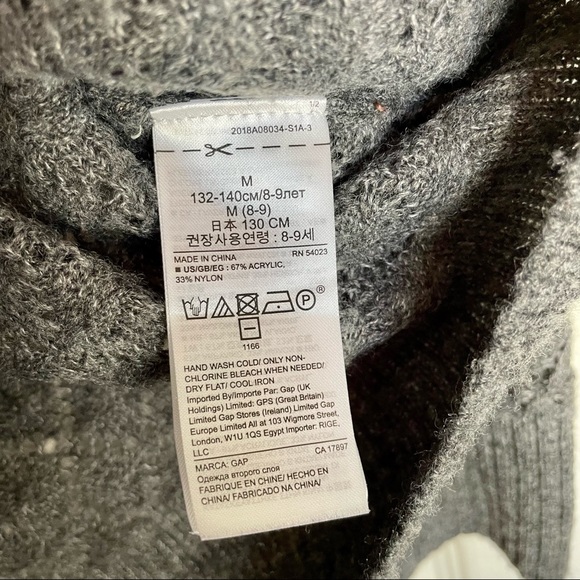 1/2
2018A08034-S1A-3
M
132-140см/8-9лет
M (8-9)
日本 130 CM
권장사용연령 : 8-9세
MADE IN CHINA RN 54023
■ US/GB/EG: 67% ACRYLIC,
33% NYLON
P ®
1166
HAND WASH COLD/ ONLY NON-
CHLORINE BLEACH WHEN NEEDED/
DRY FLAT/ COOL IRON
Imported By/Importe Par: Gap (UK
Holdings) Limited: GPS (Great Britain)
Limited Gap Stores (Ireland) Limited Gap
Europe Limited All at 103 Wigmore Street,
London, W1U 1QS Egypt Importer: RIGE,
LLC
MARCA: GAP CA 17897
Одежда второго слоя
FABRIQUE EN CHINE/ HECHO EN
CHINA/ FABRICADO NA CHINA/